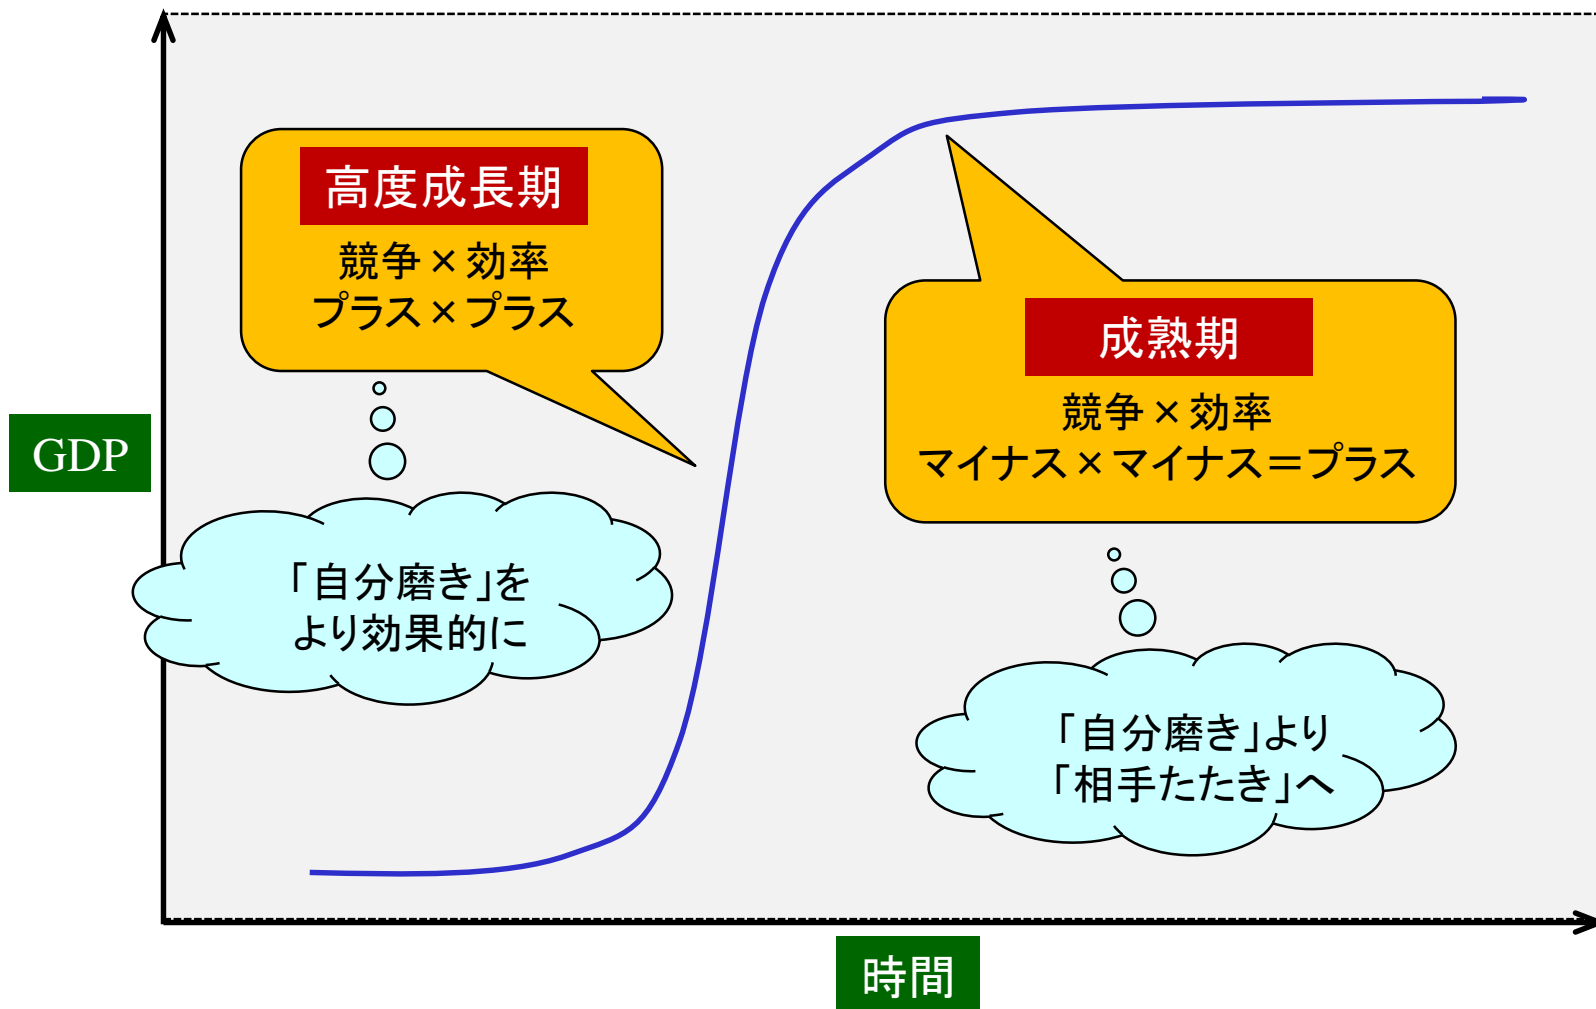 高度成長期
競争×効率
プラス×プラス
成熟期
競争×効率
マイナス×マイナス＝プラス
GDP
「自分磨き」を
より効果的に
「自分磨き」より
「相手たたき」へ
時間